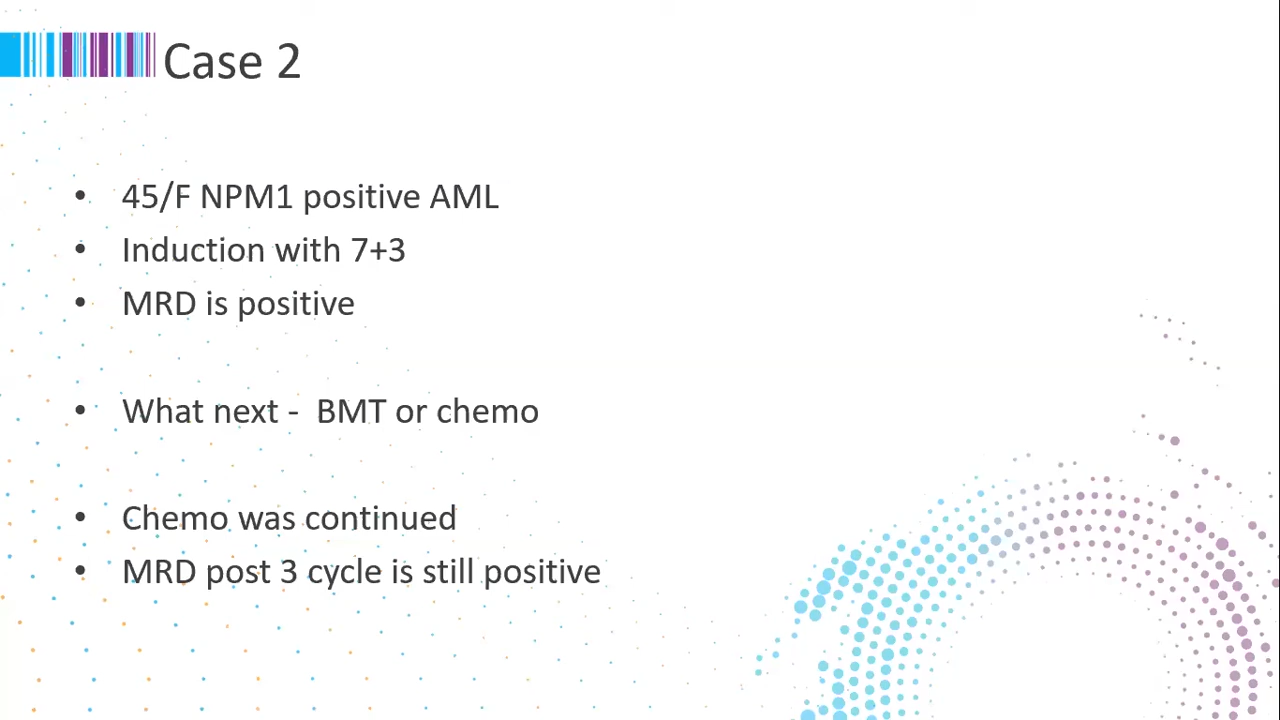 Case 2
• 45/F NPM1 positive AML
• Induction with 7+3
• MRD is positive
• What next - BMT or chemo
• Chemo was continued
• MRD post 3 cycle is still positive